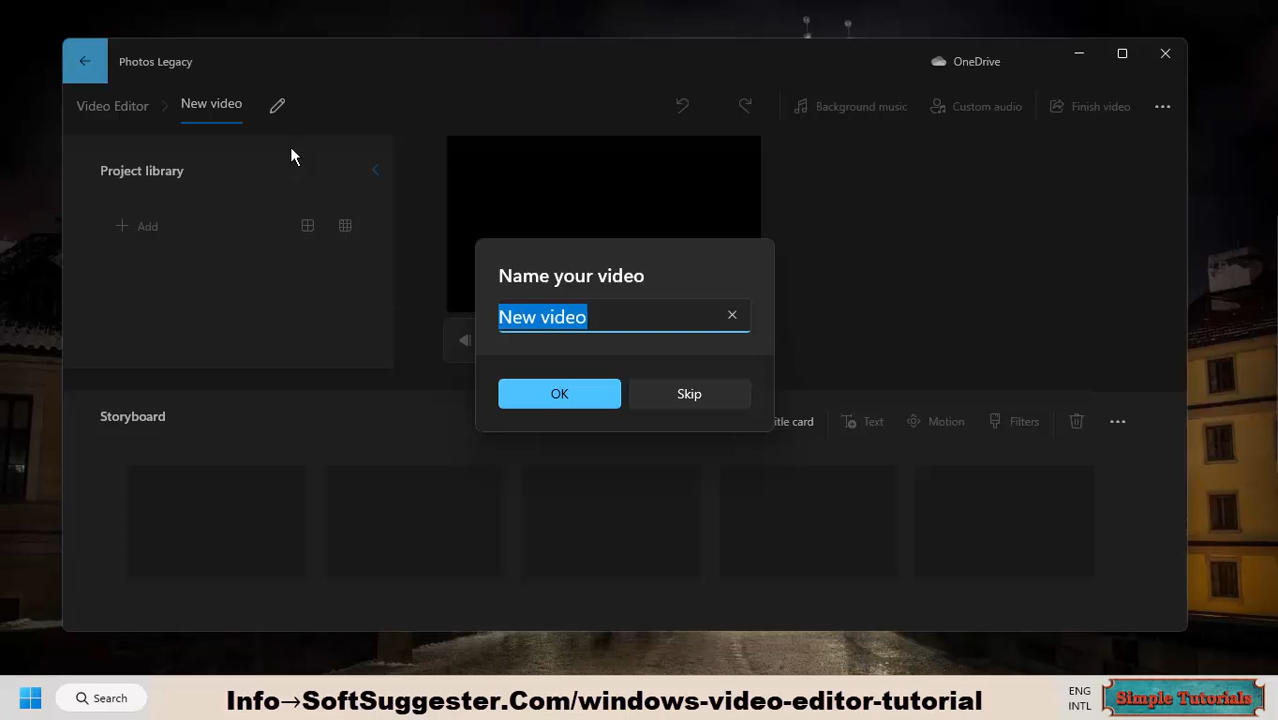 Photos Legacy
OneDrive
Video Editor
New video
Background music
Custom audio
Finish video
Project library
Add
Name your video
New video
OK
Skip
Storyboard
itle card
Text
Motion
Filters
Search
Info→SoftSuggester.Com/windows-video-editor-tutorial
ENG
INTL
Simple Tutorials